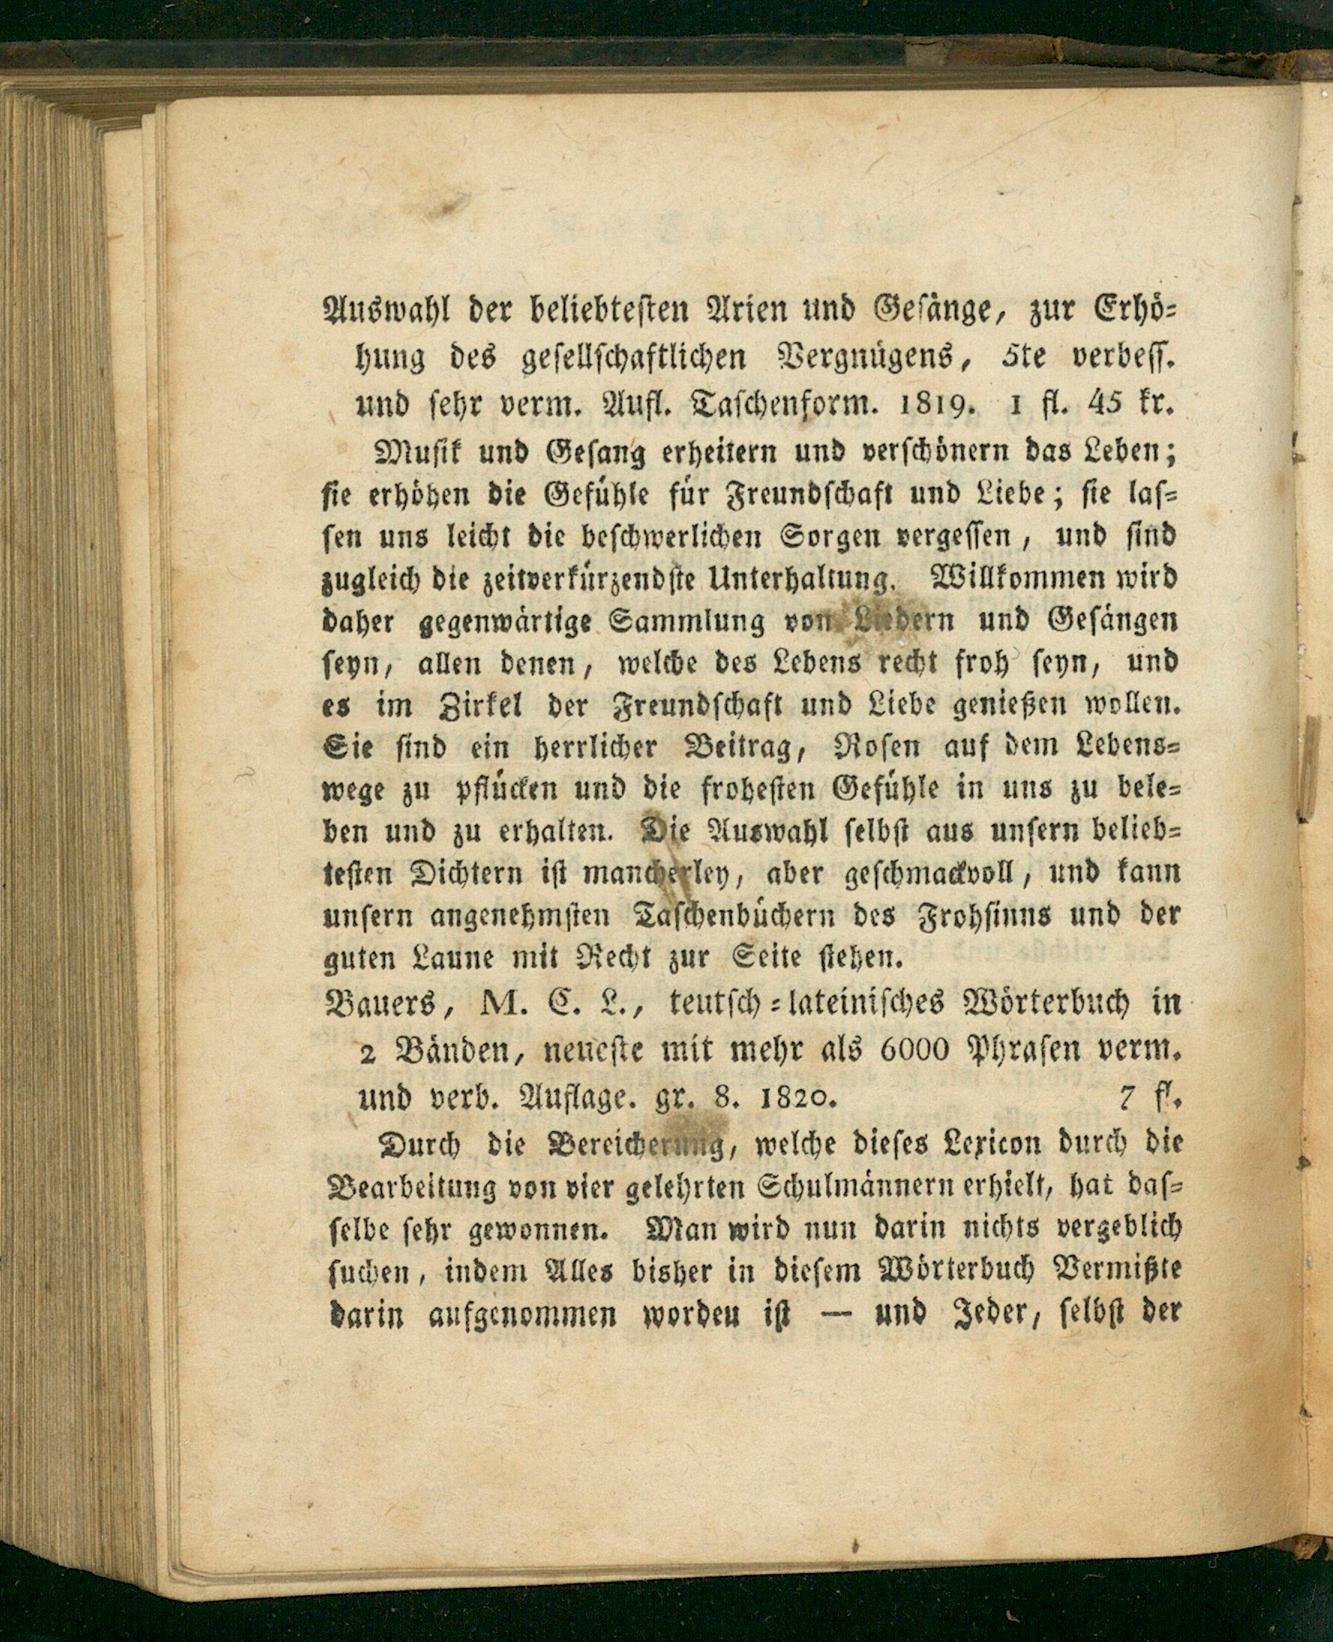 Auswahl der beliebtesten Arien und Gesänge, zur Erhö=
hung des gesellschaftlichen Vergnügens, 5te verbess.
und sehr verm. Aufl. Taschenform. 1819. 1 fl. 45 kr.
Musik und Gesang erheitern und verschönern das Leben;
sie erhöhen die Gefühle für Freundschaft und Liebe; sie las=
sen uns leicht die beschwerlichen Sorgen vergessen, und sind
zugleich die zeitverkürzendste Unterhaltung. Willkommen wird
daher gegenwärtige Sammlung von Liedern und Gesängen
seyn, allen denen, welche des Lebens recht froh seyn, und
es im Zirkel der Freundschaft und Liebe genießen wollen.
Sie sind ein herrlicher Beitrag, Rosen auf dem Lebens=
wege zu pflücken und die frohesten Gefühle in uns zu bele=
ben und zu erhalten. Die Auswahl selbst aus unsern belieb=
testen Dichtern ist mancherley, aber geschmackvoll, und kann
unsern angenehmsten Taschenbüchern des Frohsinns und der
guten Laune mit Recht zur Seite stehen.
Bauers, M. C. L., teutsch=lateinisches Wörterbuch in
2 Bänden, neueste mit mehr als 6000 Phrasen verm.
und verb. Auflage. gr. 8. 1820. 7 fl.
Durch die Bereicherung, welche dieses Lexicon durch die
Bearbeitung von vier gelehrten Schulmännern erhielt, hat das=
selbe sehr gewonnen. Man wird nun darin nichts vergeblich
suchen, indem Alles bisher in diesem Wörterbuch Vermißte
darin aufgenommen worden ist — und Jeder, selbst der